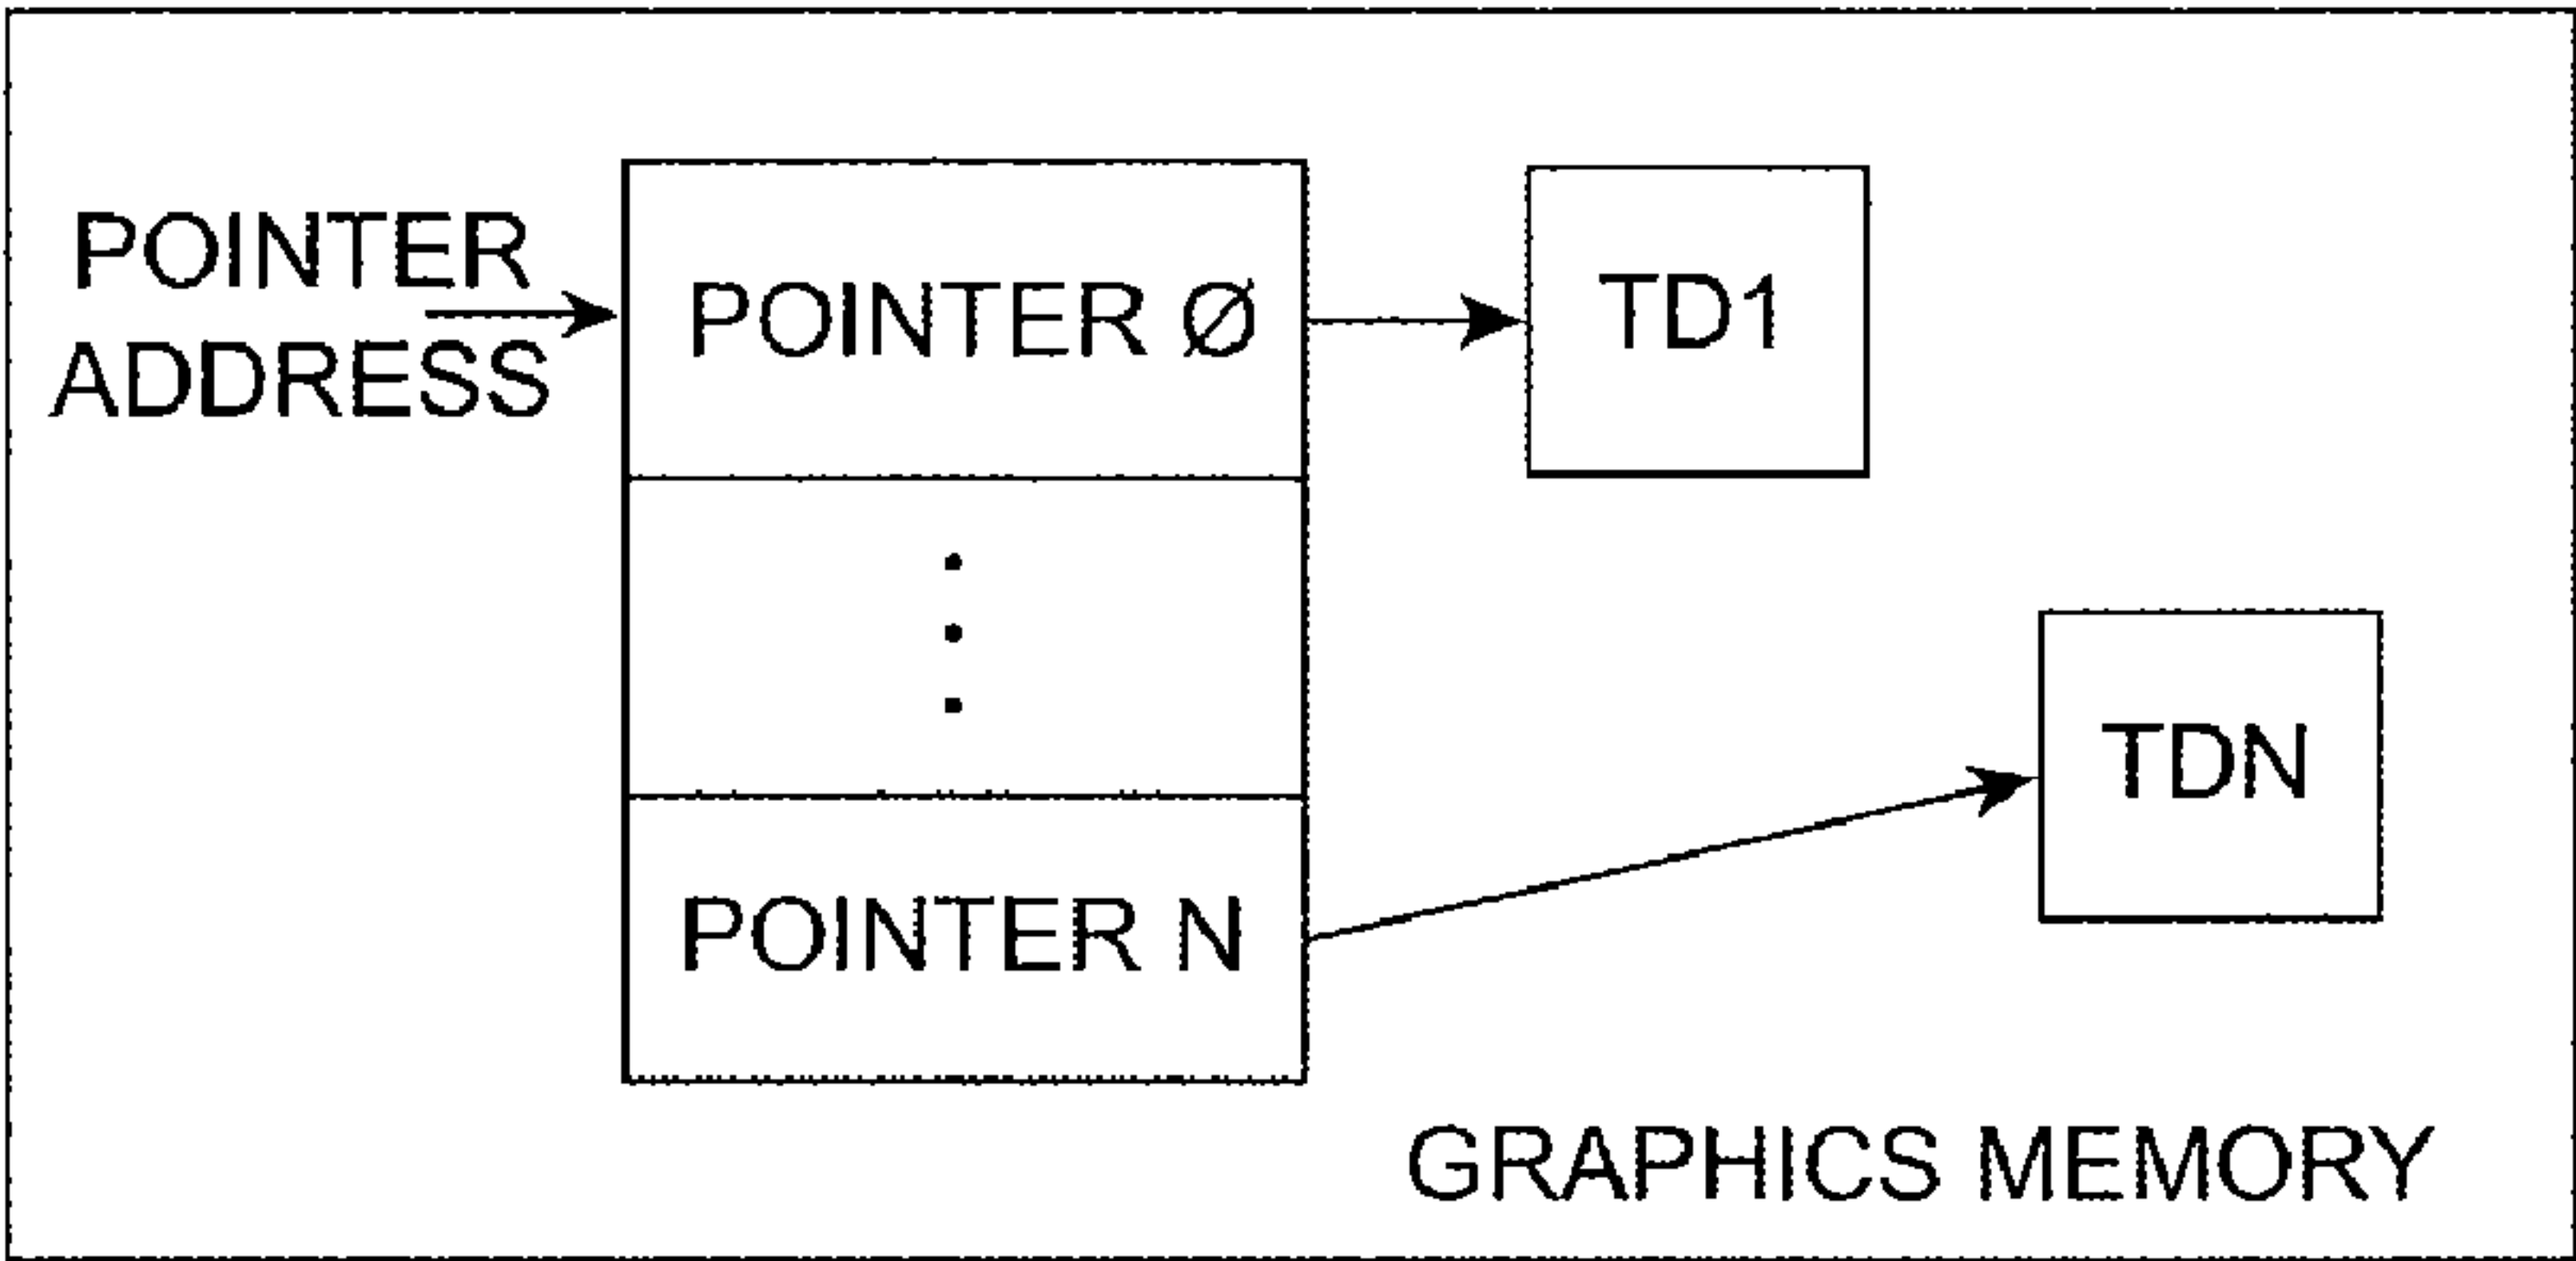 POINTER
ADDRESS
POINTER Ø
TD1
TDN
POINTER N
GRAPHICS MEMORY